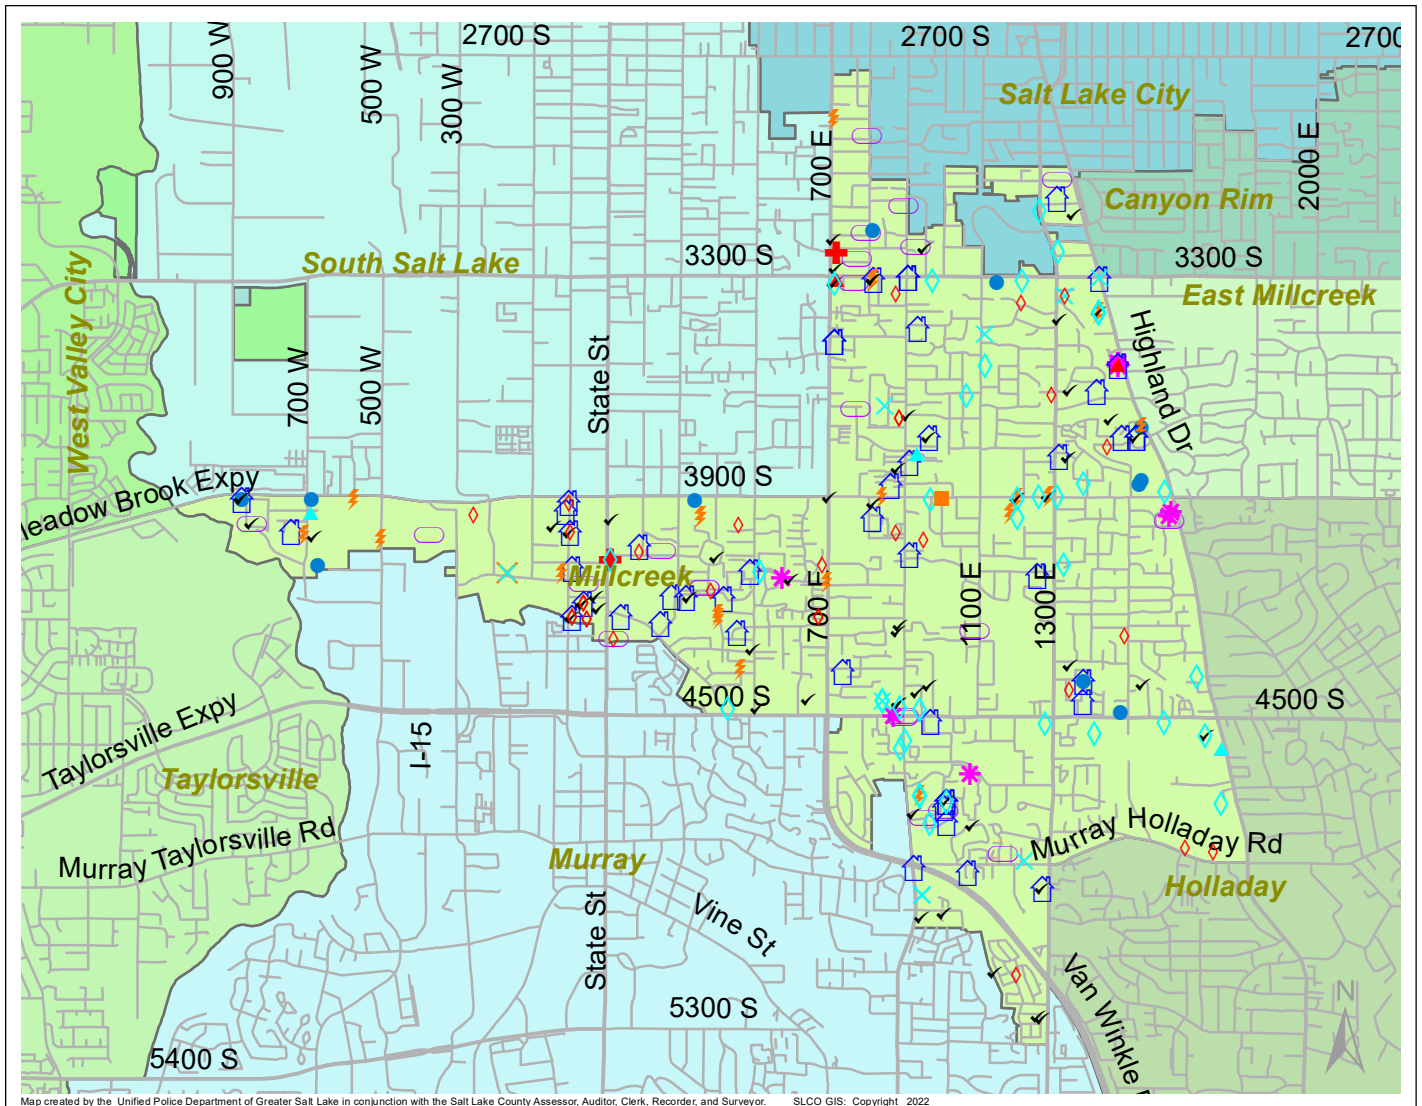 900 W
2700 S
2700 S
2700
500 W
300 W
Salt Lake City
700 E
2000 E
Canyon Rim
South Salt Lake
3300 S
3300 S
West Valley City
East Millcreek
Highland Dr
700 W
500 W
State St
3900 S
Meadow Brook Expy
Millcreek
700 E
1100 E
1300 E
4500 S
4500 S
Taylorsville Expy
I-15
Taylorsville
Murray Taylorsville Rd
Murray
Murray Holladay Rd
Holladay
Vine St
State St
Van Winkle
5300 S
N
5400 S
Map created by the Unified Police Department of Greater Salt Lake in conjunction with the Salt Lake County Assessor, Auditor, Clerk, Recorder, and Surveyor. SLCO GIS: Copyright 2022